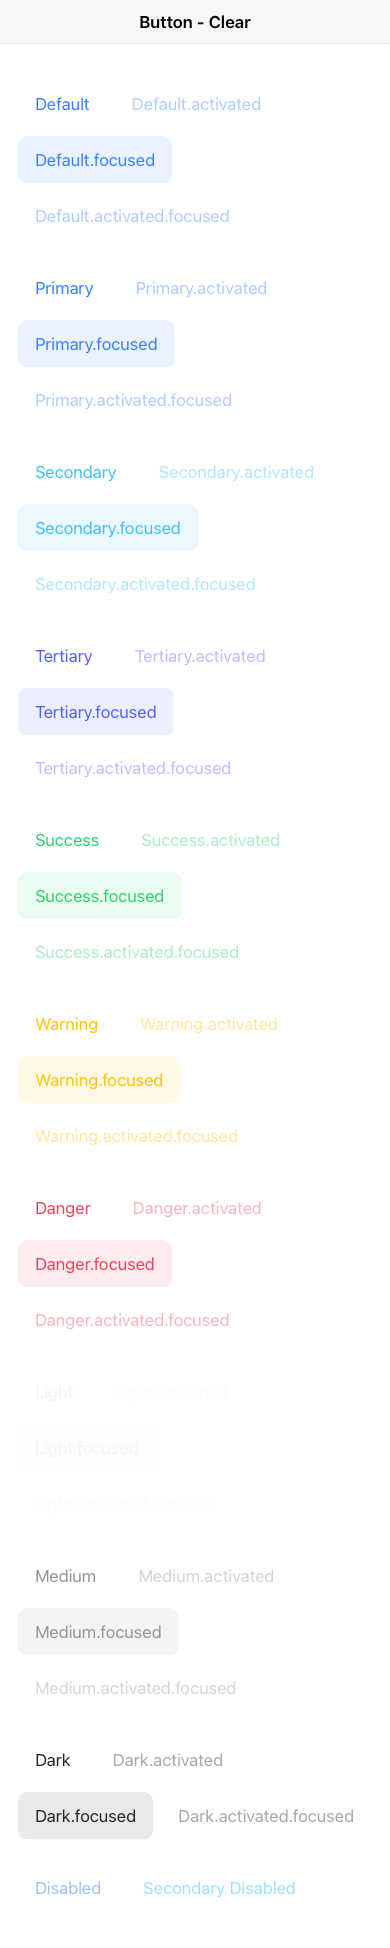 Button - Clear
Default Default.activated
Default.focused
Default.activated.focused
Primary Primary.activated
Primary.focused
Primary.activated.focused
Secondary Secondary.activated
Secondary.focused
Secondary.activated.focused
Tertiary Tertiary.activated
Tertiary.focused
Tertiary.activated.focused
Success Success.activated
Success.focused
Success.activated.focused
Warning Warning.activated
Warning.focused
Warning.activated.focused
Danger Danger.activated
Danger.focused
Danger.activated.focused
Light Light.activated
Light.focused
Light.activated.focused
Medium Medium.activated
Medium.focused
Medium.activated.focused
Dark Dark.activated
Dark.focused Dark.activated.focused
Disabled Secondary Disabled